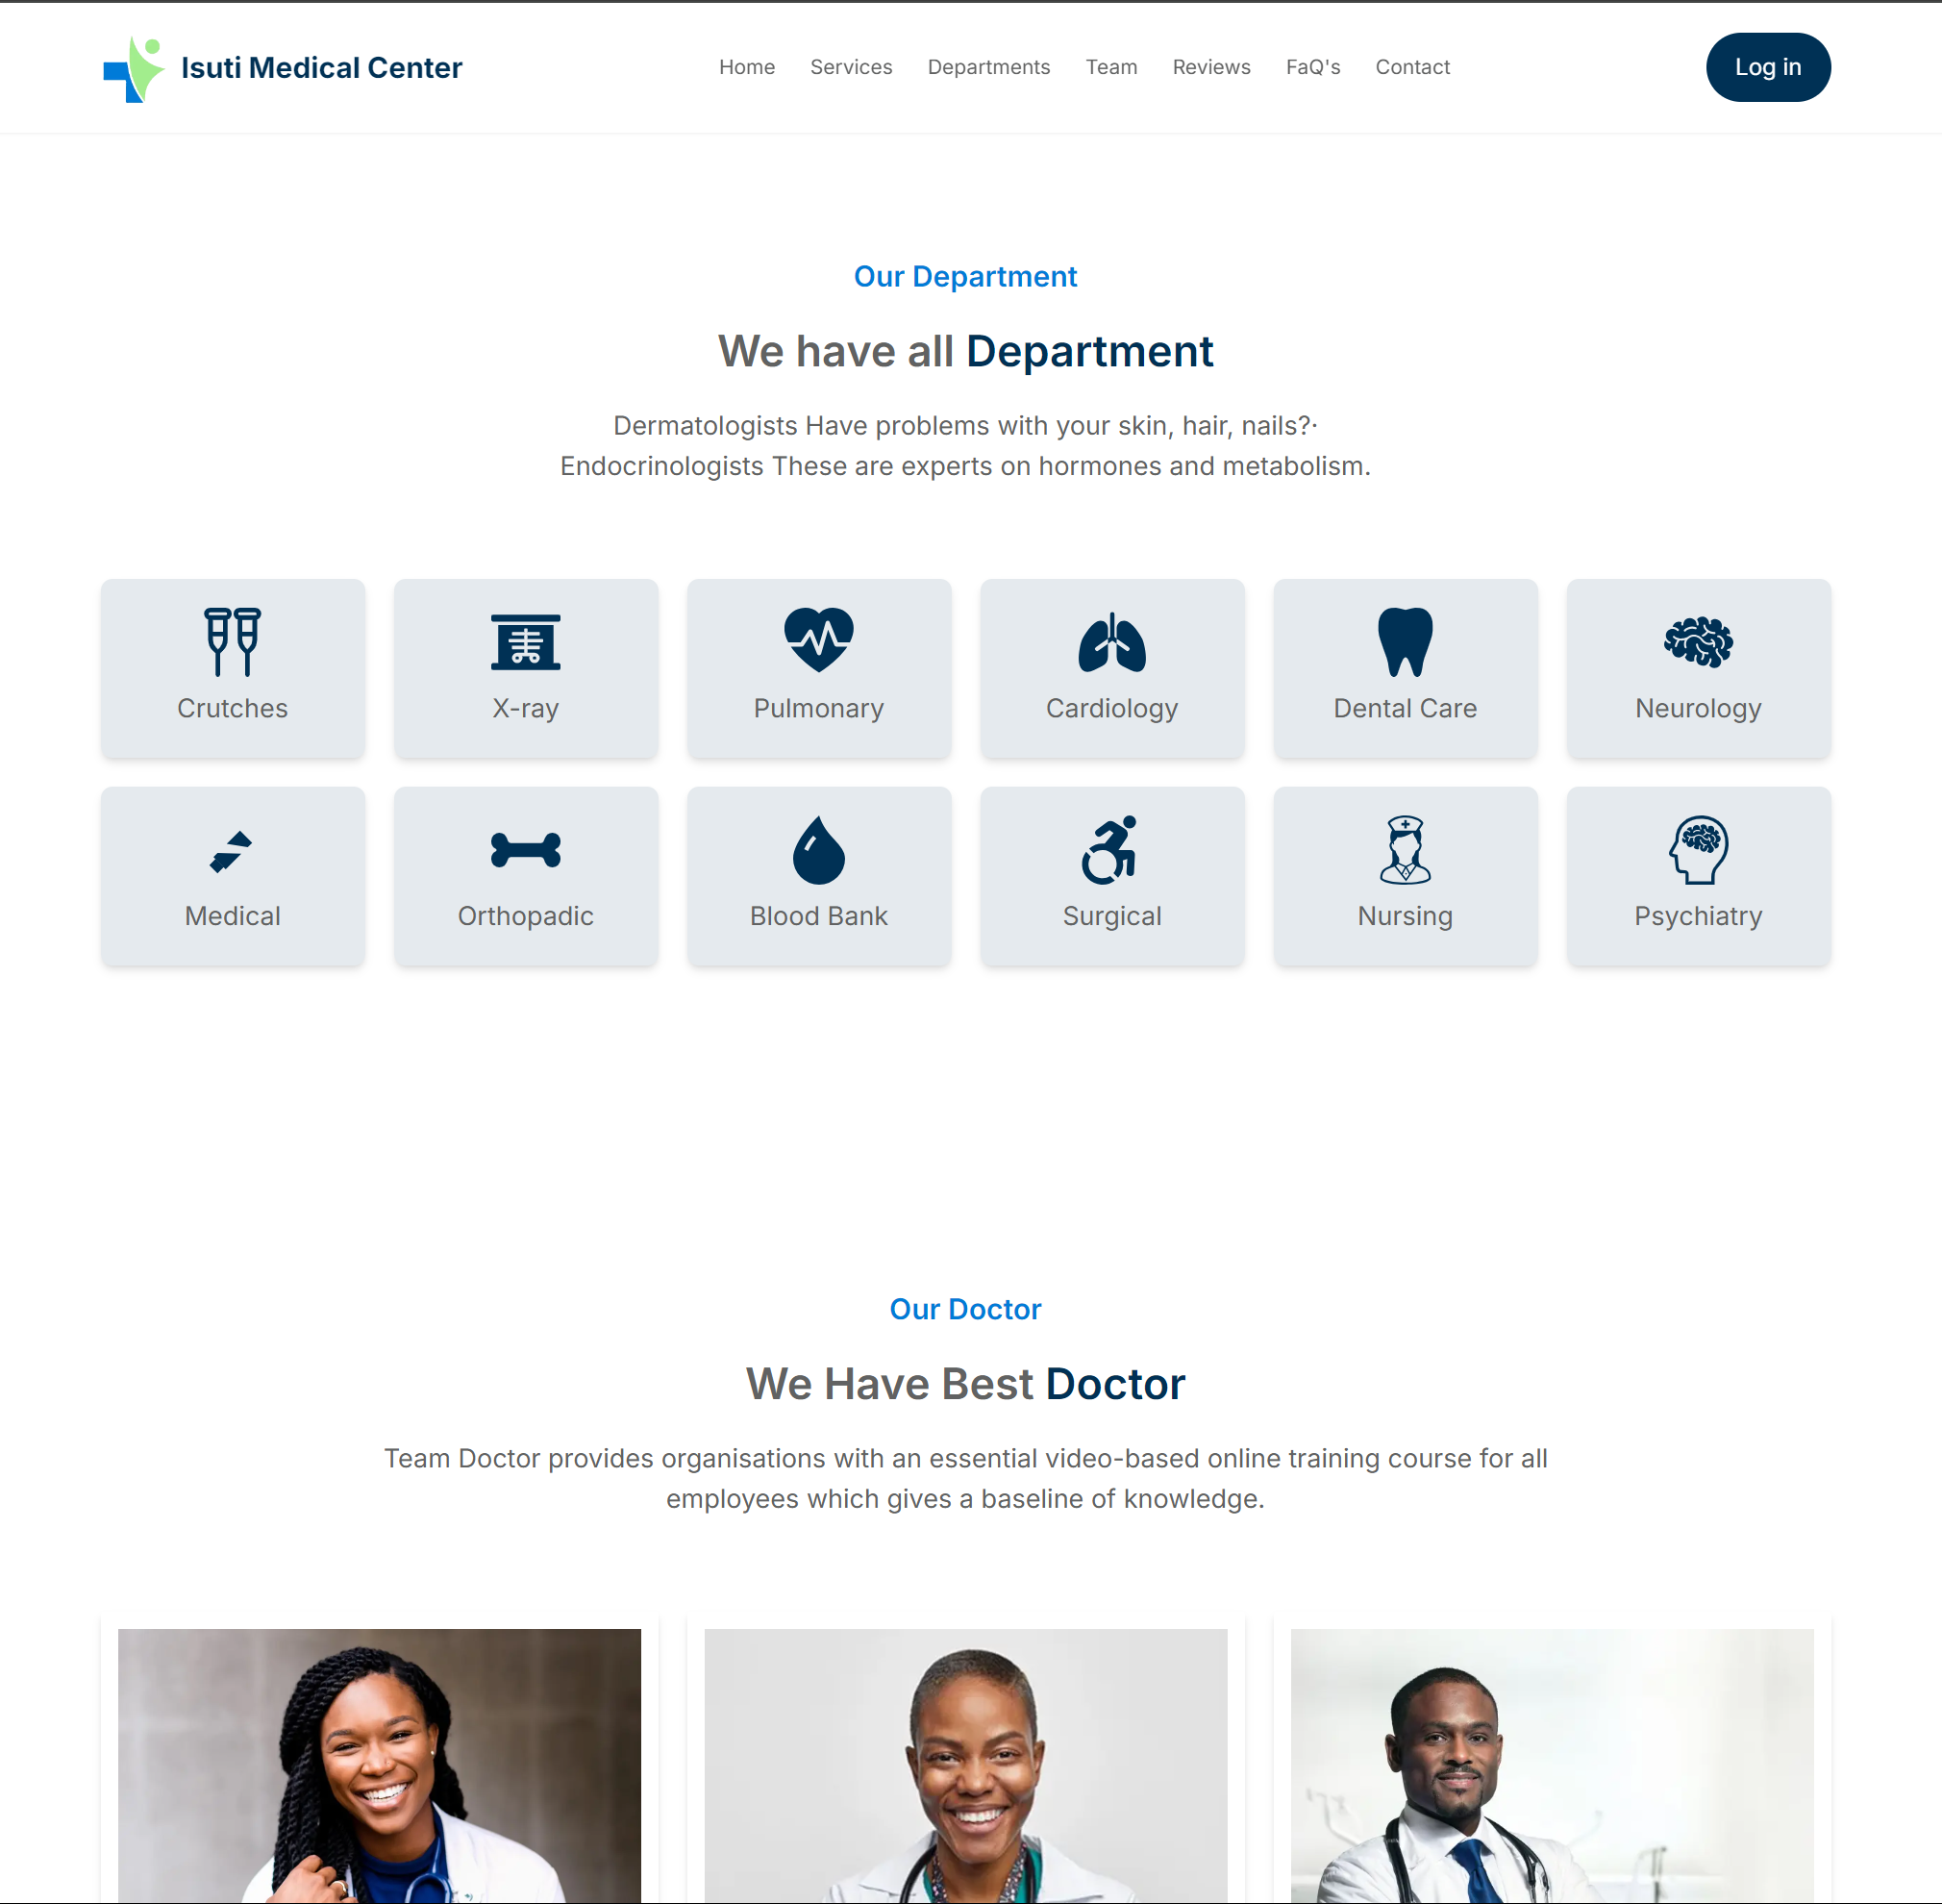 Isuti Medical Center
Home Services Departments Team Reviews FaQ's Contact
Log in
Our Department
We have all Department
Dermatologists Have problems with your skin, hair, nails?·
Endocrinologists These are experts on hormones and metabolism.
Crutches
X-ray
Pulmonary
Cardiology
Dental Care
Neurology
Medical
Orthopadic
Blood Bank
Surgical
Nursing
Psychiatry
Our Doctor
We Have Best Doctor
Team Doctor provides organisations with an essential video-based online training course for all
employees which gives a baseline of knowledge.